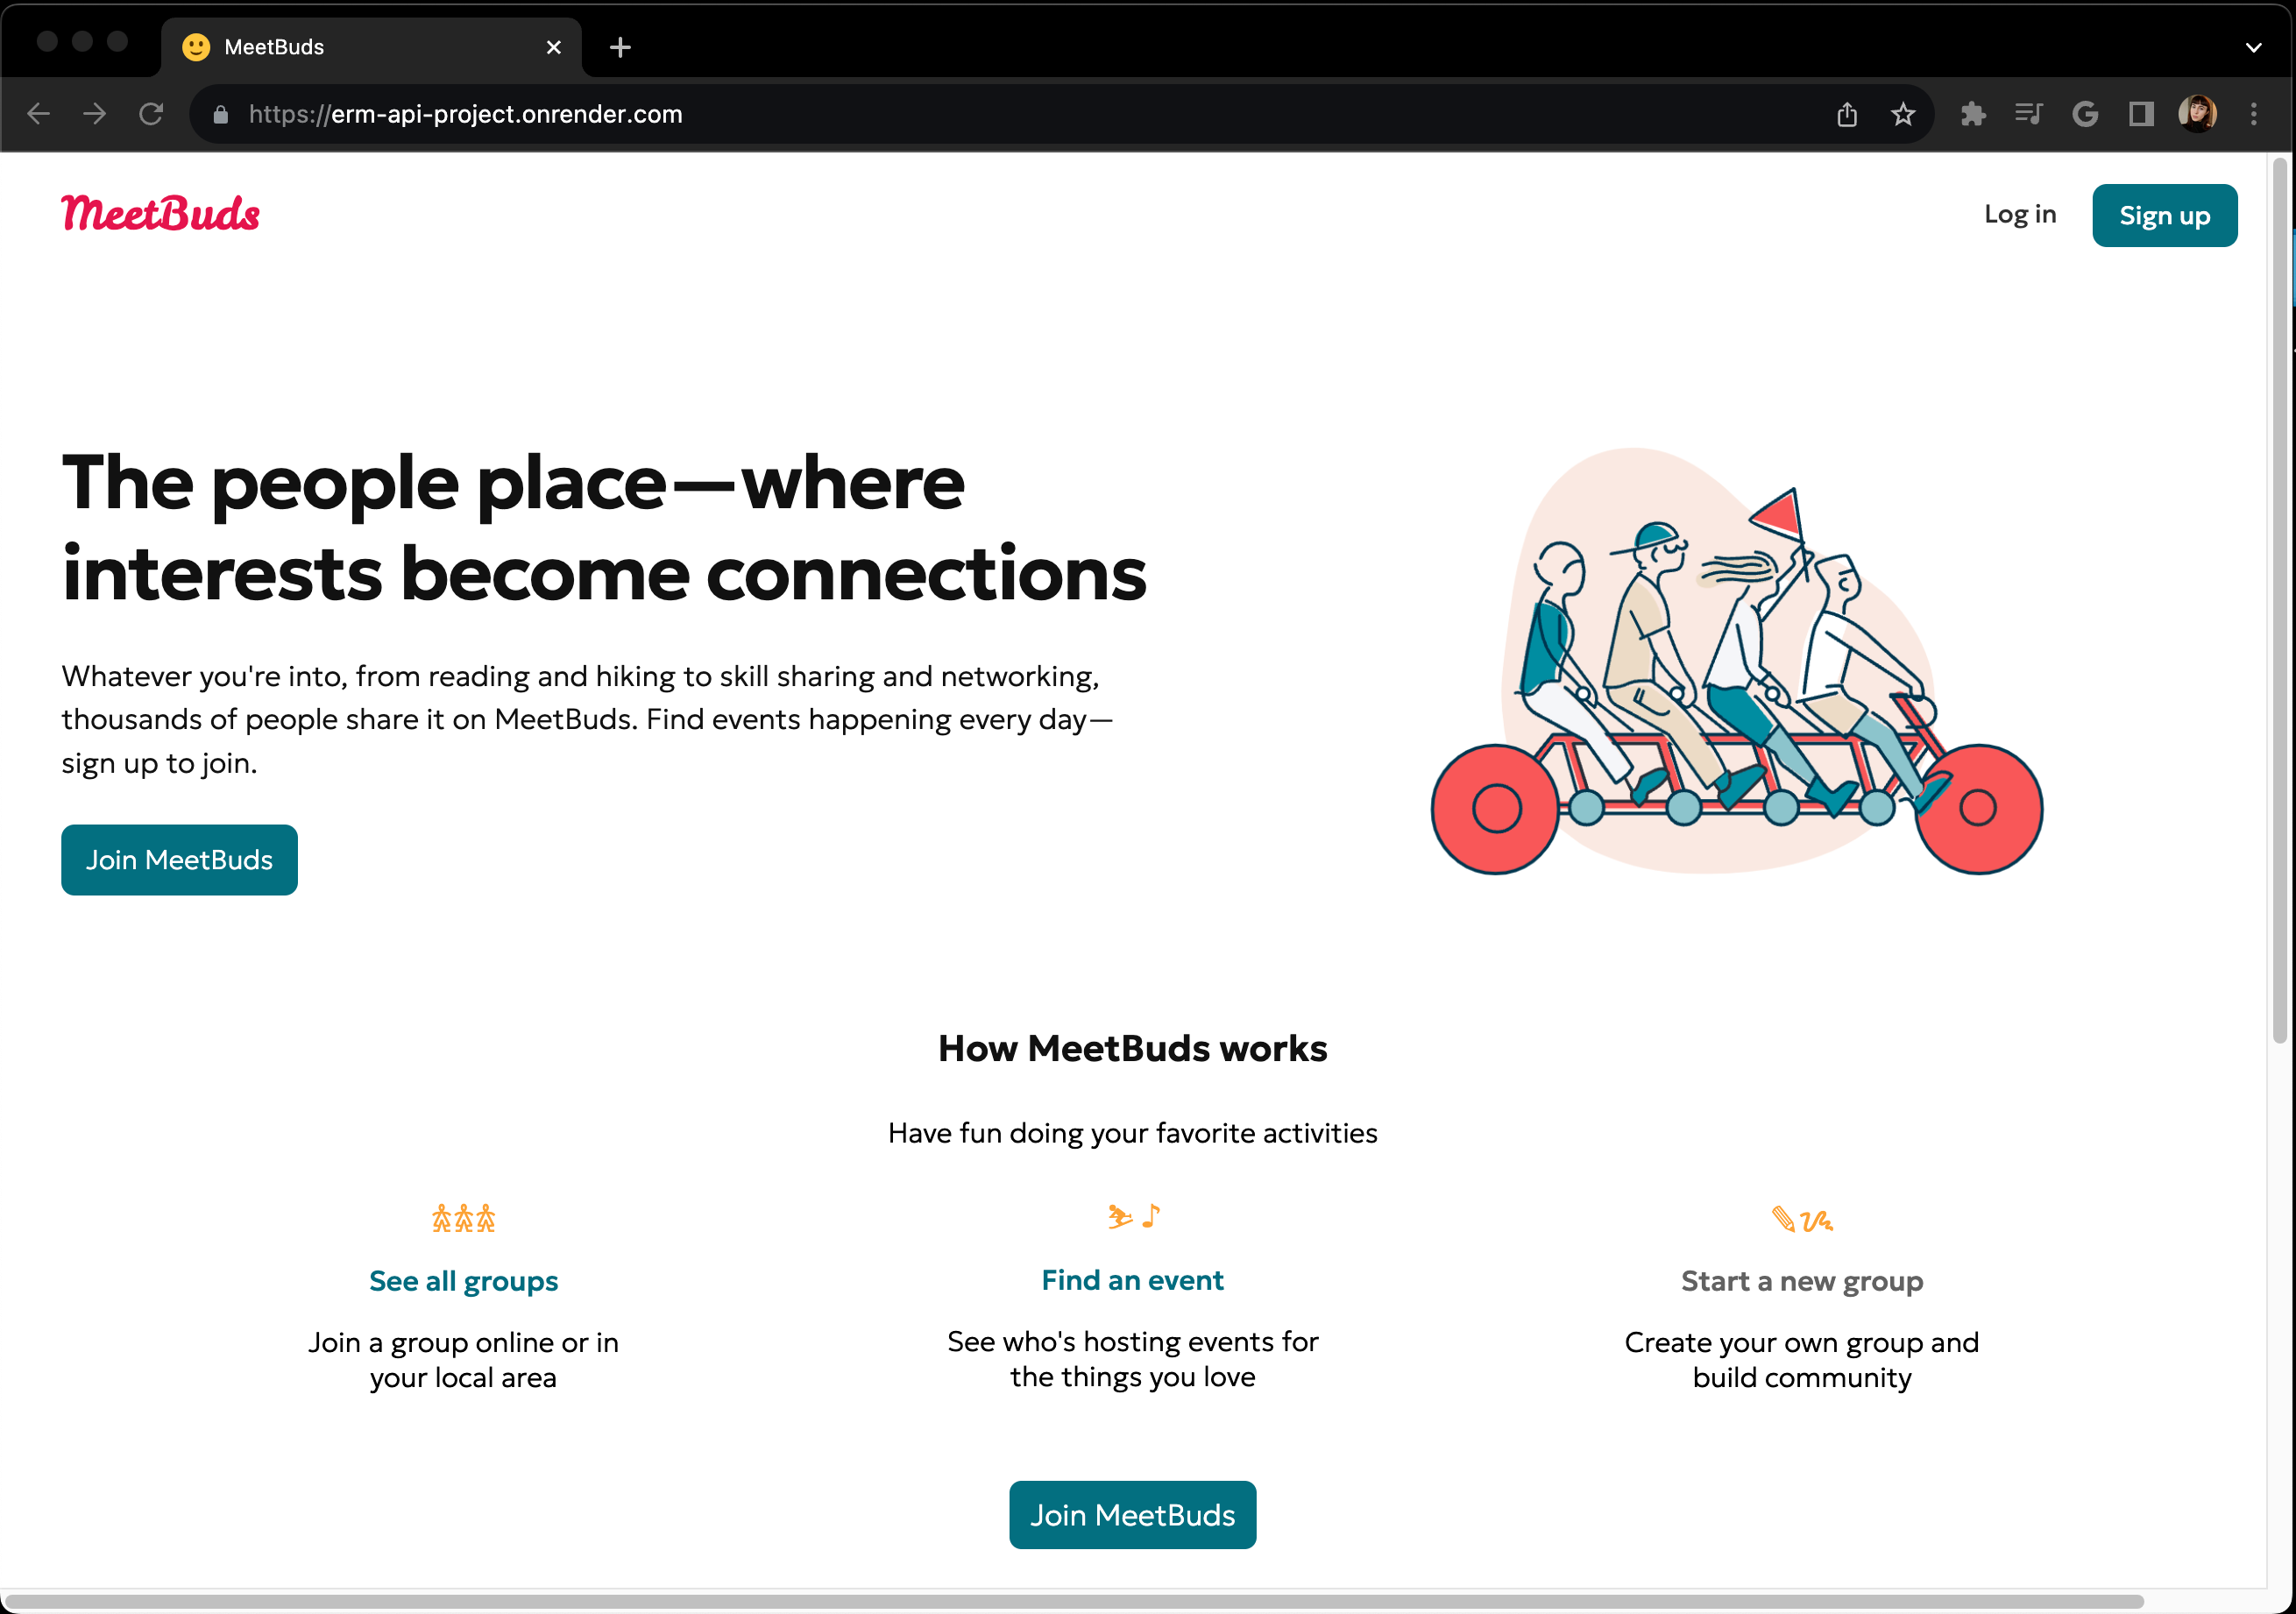 MeetBuds
https://erm-api-project.onrender.com
MeetBuds
Log in
Sign up
The people place—where
interests become connections
Whatever you're into, from reading and hiking to skill sharing and networking,
thousands of people share it on MeetBuds. Find events happening every day—
sign up to join.
Join MeetBuds
How MeetBuds works
Have fun doing your favorite activities
See all groups
Join a group online or in
your local area
Find an event
See who's hosting events for
the things you love
Start a new group
Create your own group and
build community
Join MeetBuds